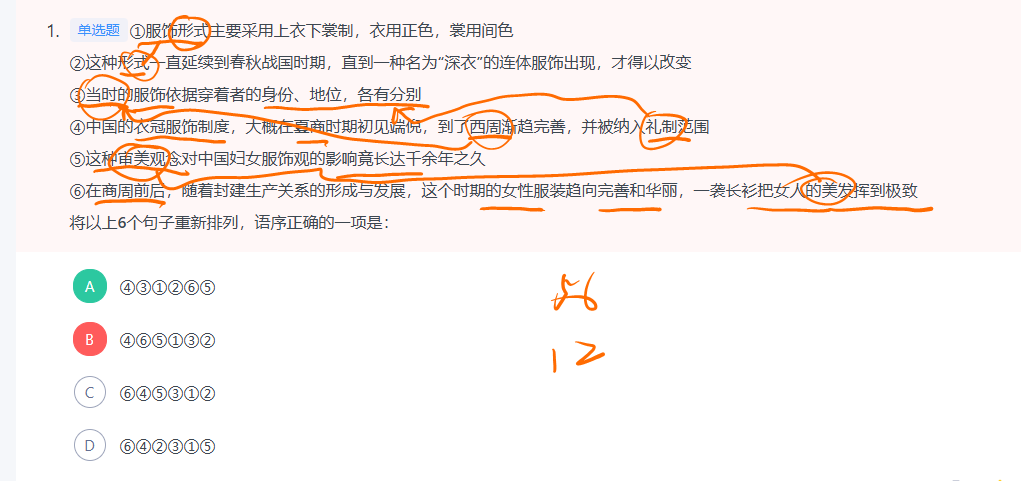 1. 单选题 ①服饰形式主要采用上衣下裳制，衣用正色，裳用间色
②这种形式一直延续到春秋战国时期，直到一种名为“深衣”的连体服饰出现，才得以改变
③当时的服饰依据穿着者的身份、地位，各有分别
④中国的衣冠服饰制度，大概在夏商时期初见端倪，到了西周渐趋完善，并被纳入礼制范围
⑤这种审美观念对中国妇女服饰观的影响竟长达千余年之久
⑥在商周前后，随着封建生产关系的形成与发展，这个时期的女性服装趋向完善和华丽，一袭长衫把女人的美发挥到极致
将以上6个句子重新排列，语序正确的一项是：
A ④③①②⑥⑤
56
B ④⑥⑤①③②
12
C ⑥④⑤③①②
D ⑥④②③①⑤